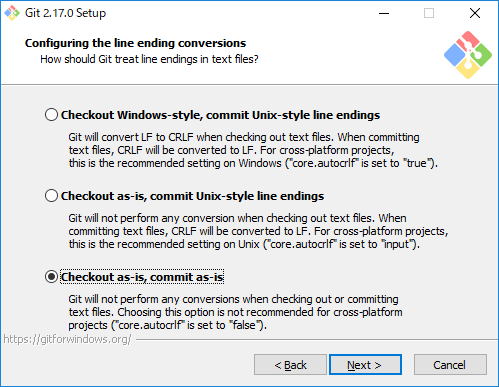 Git 2.17.0 Setup
Configuring the line ending conversions
How should Git treat line endings in text files?
Checkout Windows-style, commit Unix-style line endings
Git will convert LF to CRLF when checking out text files. When committing
text files, CRLF will be converted to LF. For cross-platform projects,
this is the recommended setting on Windows ("core.autocrlf" is set to "true").
Checkout as-is, commit Unix-style line endings
Git will not perform any conversion when checking out text files. When
committing text files, CRLF will be converted to LF. For cross-platform projects,
this is the recommended setting on Unix ("core.autocrlf" is set to "input").
Checkout as-is, commit as-is
Git will not perform any conversions when checking out or committing
text files. Choosing this option is not recommended for cross-platform
projects ("core.autocrlf" is set to "false").
https://gitforwindows.org/
< Back Next > Cancel